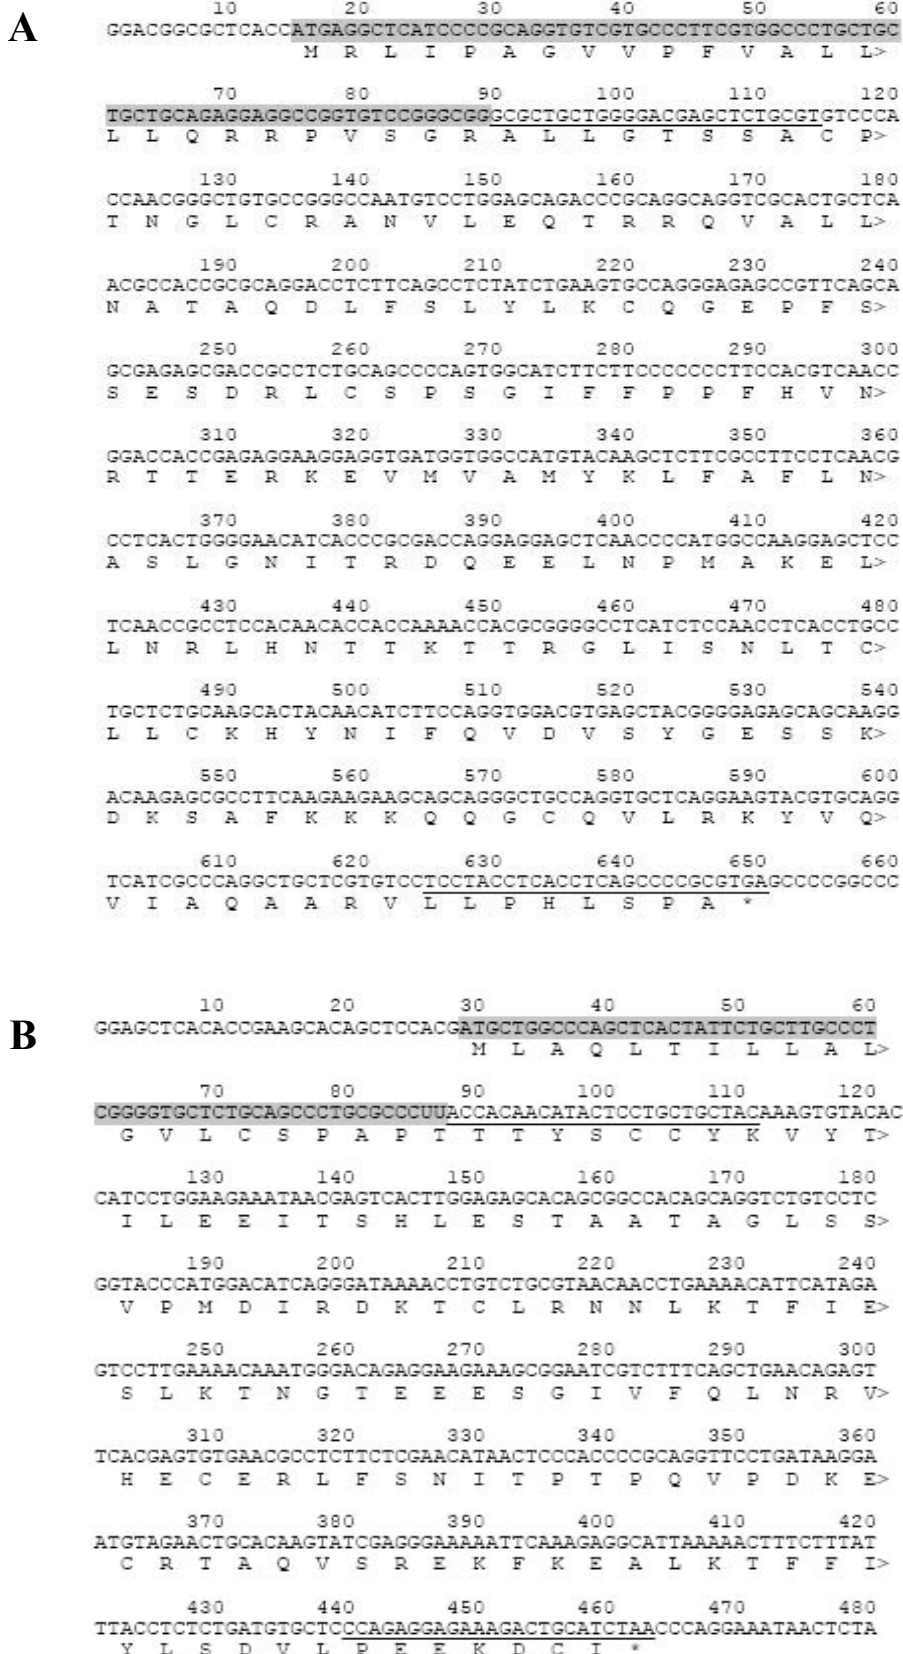 A
10 20 30 40 50 60
GGACGGCGCTCACCATGAGGCTCATCCCCGCAGGTGTCGTGCCCTTCGTGGCCCTGCTGC
M R L I P A G V V P F V A L L>
70 80 90 100 110 120
TGCTGCAGAGGAGGCCGGTGTCCGGGCGGGCGCTGCTGGGGACGAGCTCTGCGTGTCCCA
L L Q R R P V S G R A L L G T S S A C P>
130 140 150 160 170 180
CCAACGGGCTGTGCCGGGCCAATGTCCTGGAGCAGACCCGCAGGCAGGTCGCACTGCTCA
T N G L C R A N V L E Q T R R Q V A L L>
190 200 210 220 230 240
ACGCCACCGCGCAGGACCTCTTCAGCCTCTATCTGAAGTGCCAGGGAGAGCCGTTCAGCA
N A T A Q D L F S L Y L K C Q G E P F S>
250 260 270 280 290 300
GCGAGAGCGACCGCCTCTGCAGCCCCAGTGGCATCTTCTTCCCCCCCTTCCACGTCAACC
S E S D R L C S P S G I F F P P F H V N>
310 320 330 340 350 360
GGACCACCGAGAGGAAGGAGGTGATGGTGGCCATGTACAAGCTCTTCGCCTTCCTCAACG
R T T E R K E V M V A M Y K L F A F L N>
370 380 390 400 410 420
CCTCACTGGGGAACATCACCCGCGACCAGGAGGAGCTCAACCCCATGGCCAAGGAGCTCC
A S L G N I T R D Q E E L N P M A K E L>
430 440 450 460 470 480
TCAACCGCCTCCACAACACCACCAAAACCACGCGGGGCCTCATCTCCAACCTCACCTGCC
L N R L H N T T K T T R G L I S N L T C>
490 500 510 520 530 540
TGCTCTGCAAGCACTACAACATCTTCCAGGTGGACGTGAGCTACGGGGAGAGCAGCAAGG
L L C K H Y N I F Q V D V S Y G E S S K>
550 560 570 580 590 600
ACAAGAGCGCCTTCAAGAAGAAGCAGCAGGGCTGCCAGGTGCTCAGGAAGTACGTGCAGG
D K S A F K K K Q Q G C Q V L R K Y V Q>
610 620 630 640 650 660
TCATCGCCCAGGCTGCTCGTGTCCTCCTACCTCACCTCAGCCCCGCGTGAGCCCCGGCCC
V I A Q A A R V L L P H L S P A *
B
10 20 30 40 50 60
GGAGCTCACACCGAAGCACAGCTCCACGATGCTGGCCCAGCTCACTATTCTGCTTGCCCT
M L A Q L T I L L A L>
70 80 90 100 110 120
CGGGGTGCTCTGCAGCCCTGCGCCCUUACCACAACATACTCCTGCTGCTACAAAGTGTACAC
G V L C S P A P T T T Y S C C Y K V Y T>
130 140 150 160 170 180
CATCCTGGAAGAAATAACGAGTCACTTGGAGAGCACAGCGGCCACAGCAGGTCTGTCCTC
I L E E I T S H L E S T A A T A G L S S>
190 200 210 220 230 240
GGTACCCATGGACATCAGGGATAAAACCTGTCTGCGTAACAACCTGAAAACATTCATAGA
V P M D I R D K T C L R N N L K T F I E>
250 260 270 280 290 300
GTCCTTGAAAACAAATGGGACAGAGGAAGAAAGCGGAATCGTCTTTCAGCTGAACAGAGT
S L K T N G T E E E S G I V F Q L N R V>
310 320 330 340 350 360
TCACGAGTGTGAACGCCTCTTCTCGAACATAACTCCCACCCCGCAGGTTCCTGATAAGGA
H E C E R L F S N I T P T P Q V P D K E>
370 380 390 400 410 420
ATGTAGAACTGCACAAGTATCGAGGGAAAAATTCAAAGAGGCATTAAAAACTTTCTTTAT
C R T A Q V S R E K F K E A L K T F F I>
430 440 450 460 470 480
TTACCTCTCTGATGTGCTCCCAGAGGAGAAAGACTGCATCTAACCCAGGAAATAACTCTA
Y L S D V L P E E K D C I *